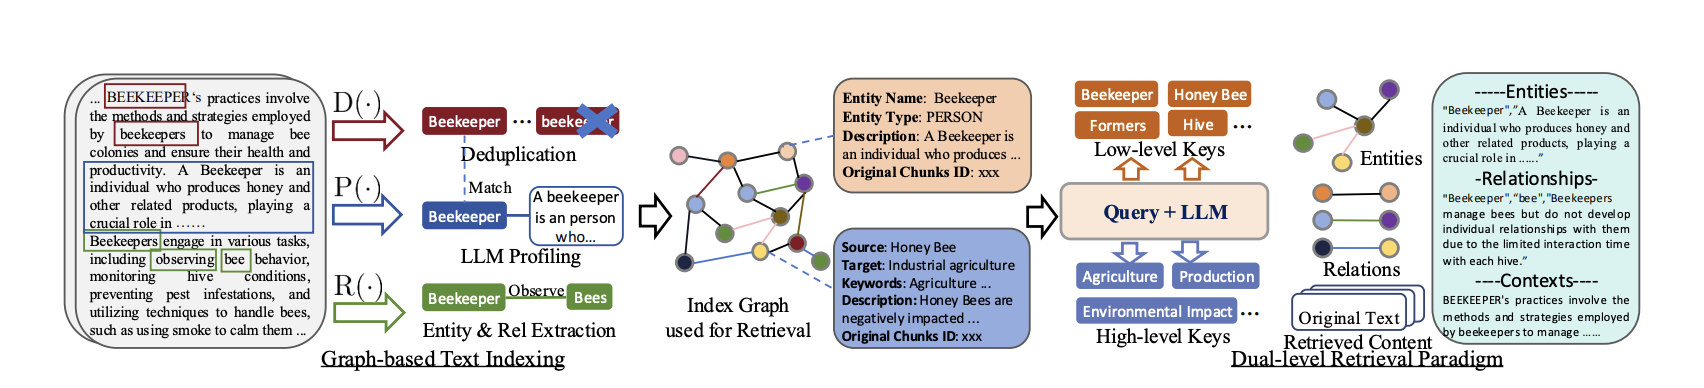 ... BEEKEEPER's practices involve
the methods and strategies employed
by beekeepers to manage bee
colonies and ensure their health and
productivity. A Beekeeper is an
individual who produces honey and
other related products, playing a
crucial role in ......
Beekeepers engage in various tasks,
including observing bee behavior,
monitoring hive conditions,
preventing pest infestations, and
utilizing techniques to handle bees,
such as using smoke to calm them ...
Graph-based Text Indexing
D(·)
P(·)
R(·)
Beekeeper ... beekeeper
Deduplication
Match
Beekeeper
A beekeeper
is an person
who...
LLM Profiling
Beekeeper Observe Bees
Entity & Rel Extraction
Index Graph
used for Retrieval
Entity Name: Beekeeper
Entity Type: PERSON
Description: A Beekeeper is
an individual who produces ...
Original Chunks ID: xxx
Source: Honey Bee
Target: Industrial agriculture
Keywords: Agriculture ...
Description: Honey Bees are
negatively impacted ...
Original Chunks ID: xxx
Beekeeper Honey Bee
Formers Hive ...
Low-level Keys
Query + LLM
Agriculture Production
Environmental Impact ...
High-level Keys
Entities
Relations
Original Text
Retrieved Content
Dual-level Retrieval Paradigm
-----Entities-----
"Beekeeper","A Beekeeper is an
individual who produces honey and
other related products, playing a
crucial role in ......"
-Relationships-
"Beekeeper","bee","Beekeepers
manage bees but do not develop
individual relationships with them
due to the limited interaction time
with each hive."
----Contexts----
BEEKEEPER's practices involve the
methods and strategies employed
by beekeepers to manage ......